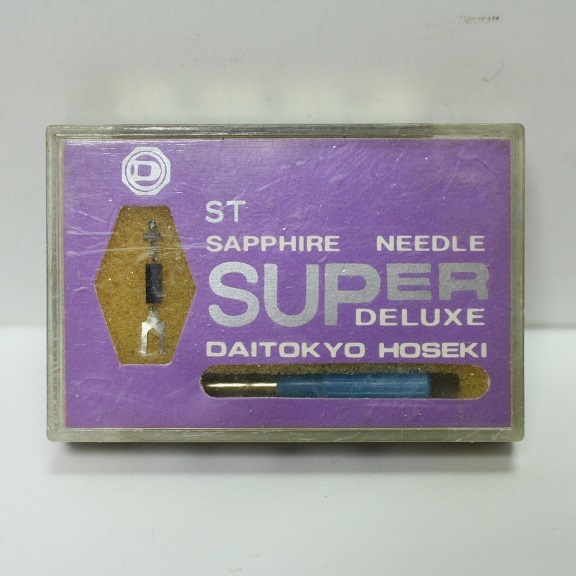 D
ST
SAPPHIRE NEEDLE
SUPER
DELUXE
DAITOKYO HOSEKI